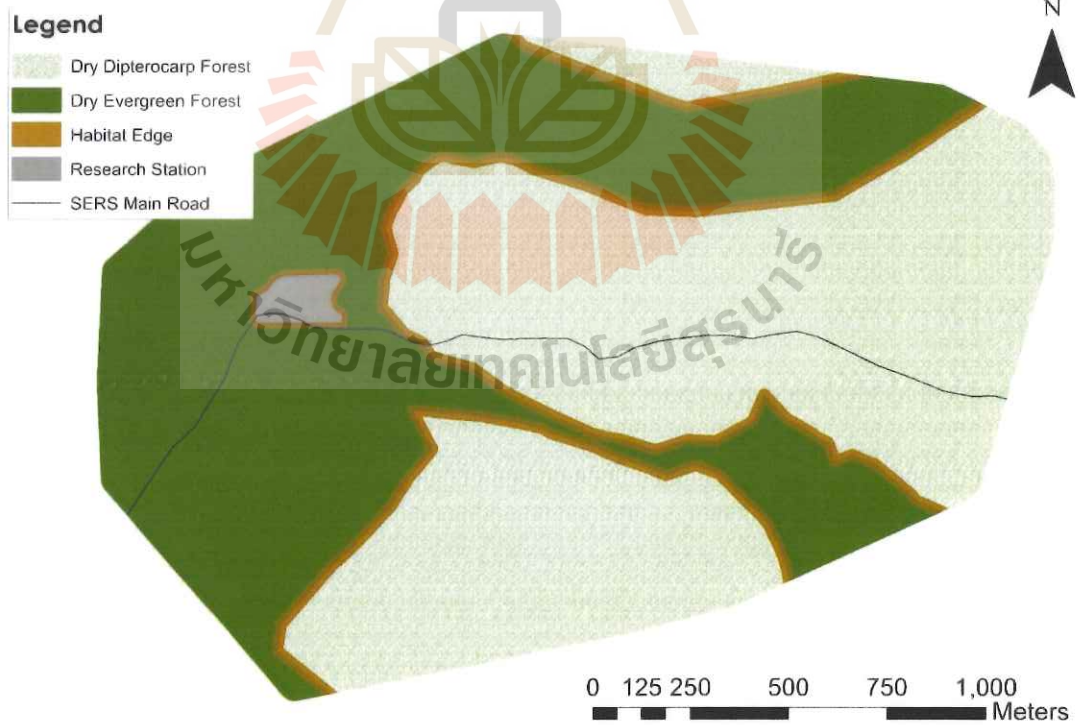 Legend
Dry Dipterocarp Forest
Dry Evergreen Forest
Habitat Edge
Research Station
SERS Main Road
N
มหาวิทยาลัยเทคโนโลยีสุรนารี
0 125 250 500 750 1,000
Meters